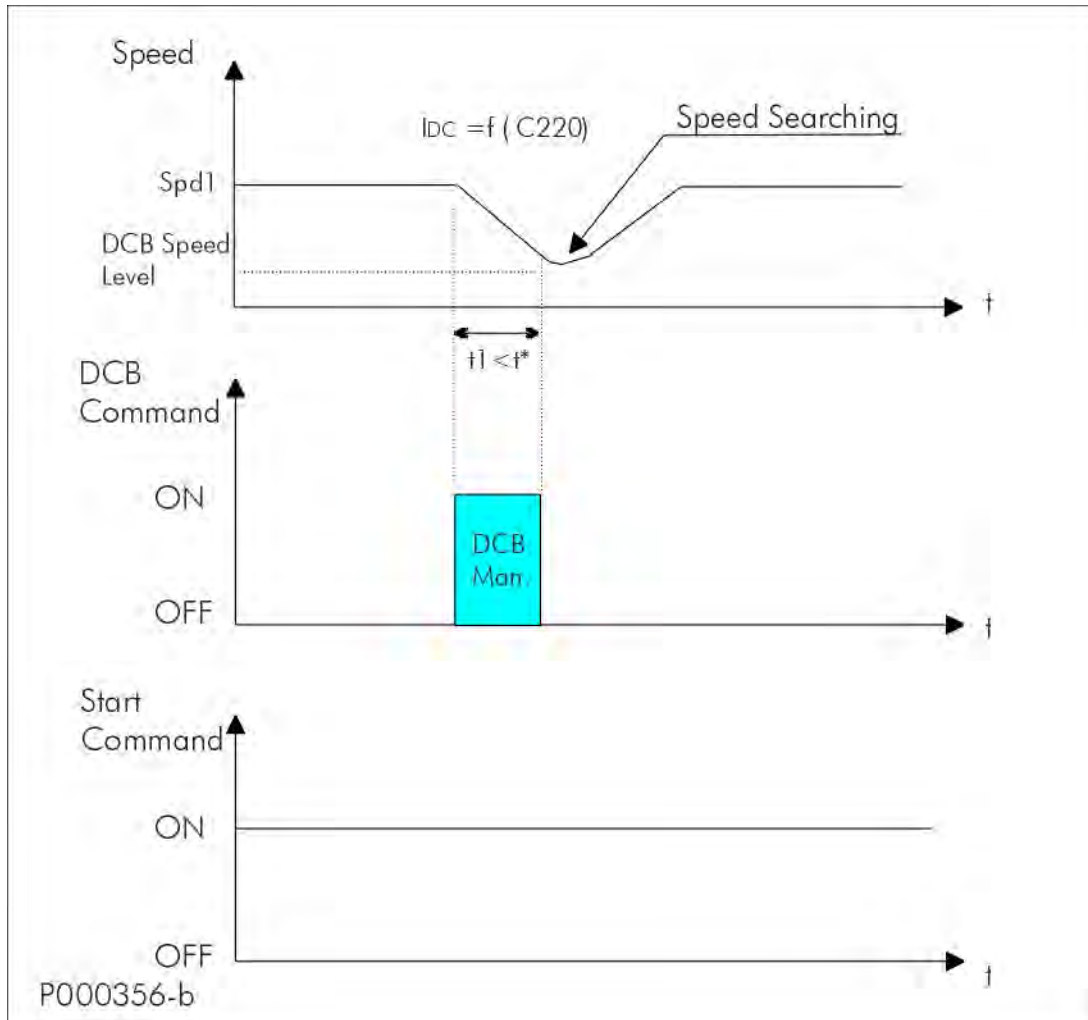 Speed
IDC =f ( C220)
Speed Searching
Spd1
DCB Speed
Level
t
t1 < t*
DCB
Command
ON
DCB
Man.
OFF
t
Start
Command
ON
OFF
t
P000356-b